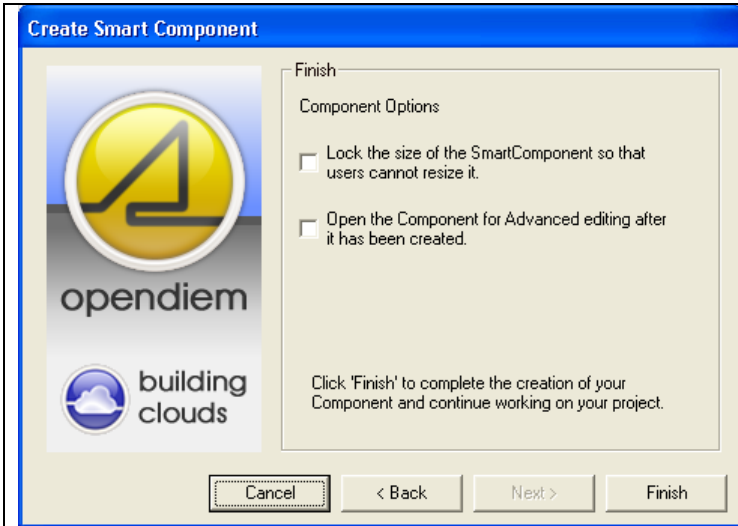 Create Smart Component
opendiem
building
clouds
Finish
Component Options
Lock the size of the SmartComponent so that
users cannot resize it.
Open the Component for Advanced editing after
it has been created.
Click 'Finish' to complete the creation of your
Component and continue working on your project.
Cancel
< Back
Next >
Finish